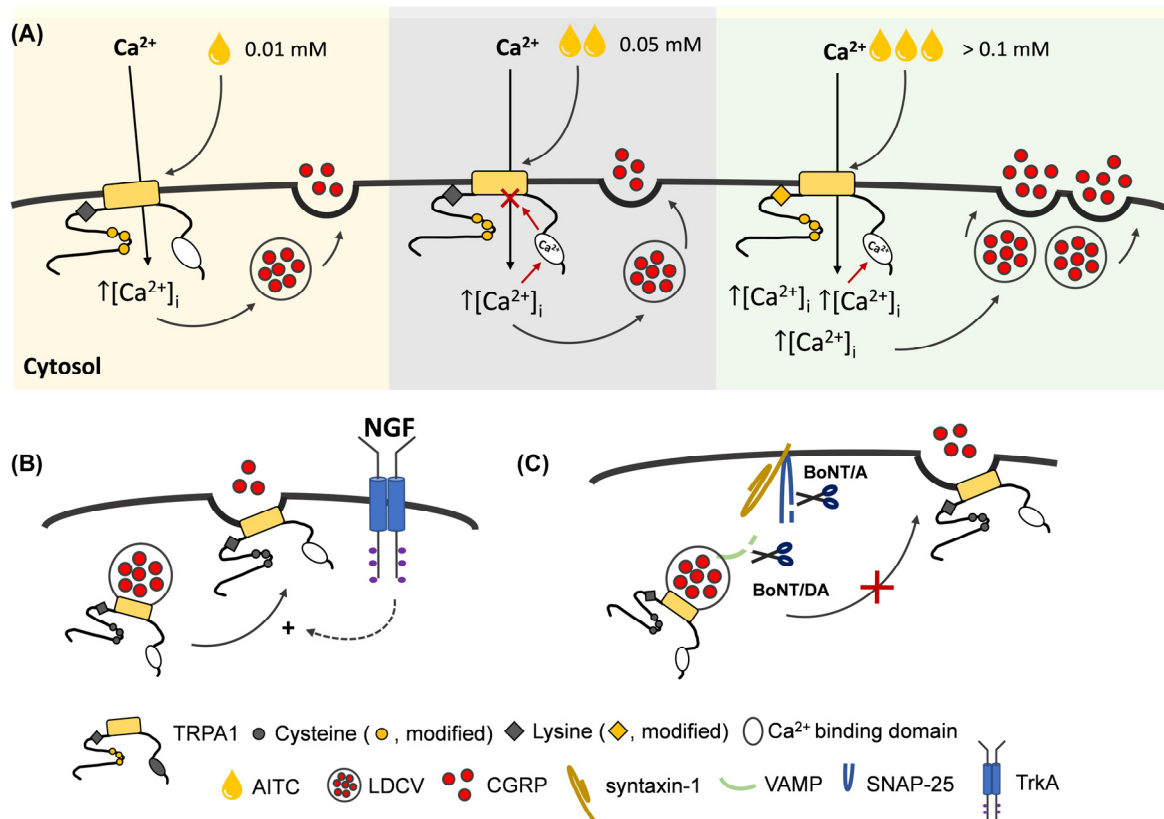 (A)
Ca²⁺ 0.01 mM
Ca²⁺ 0.05 mM
Ca²⁺ > 0.1 mM
Ca²⁺
Ca²⁺
↑[Ca²⁺]ᵢ
↑[Ca²⁺]ᵢ
↑[Ca²⁺]ᵢ ↑[Ca²⁺]ᵢ
↑[Ca²⁺]ᵢ
Cytosol
(B)
NGF
+
(C)
BoNT/A
BoNT/DA
TRPA1 Cysteine ( , modified) Lysine ( , modified) Ca²⁺ binding domain
AITC LDCV CGRP syntaxin-1 VAMP SNAP-25 TrkA